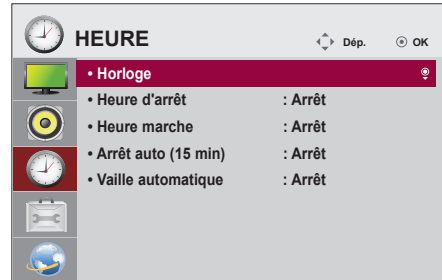 HEURE Dép. OK
• Horloge
• Heure d'arrêt : Arrêt
• Heure marche : Arrêt
• Arrêt auto (15 min) : Arrêt
• Vaille automatique : Arrêt